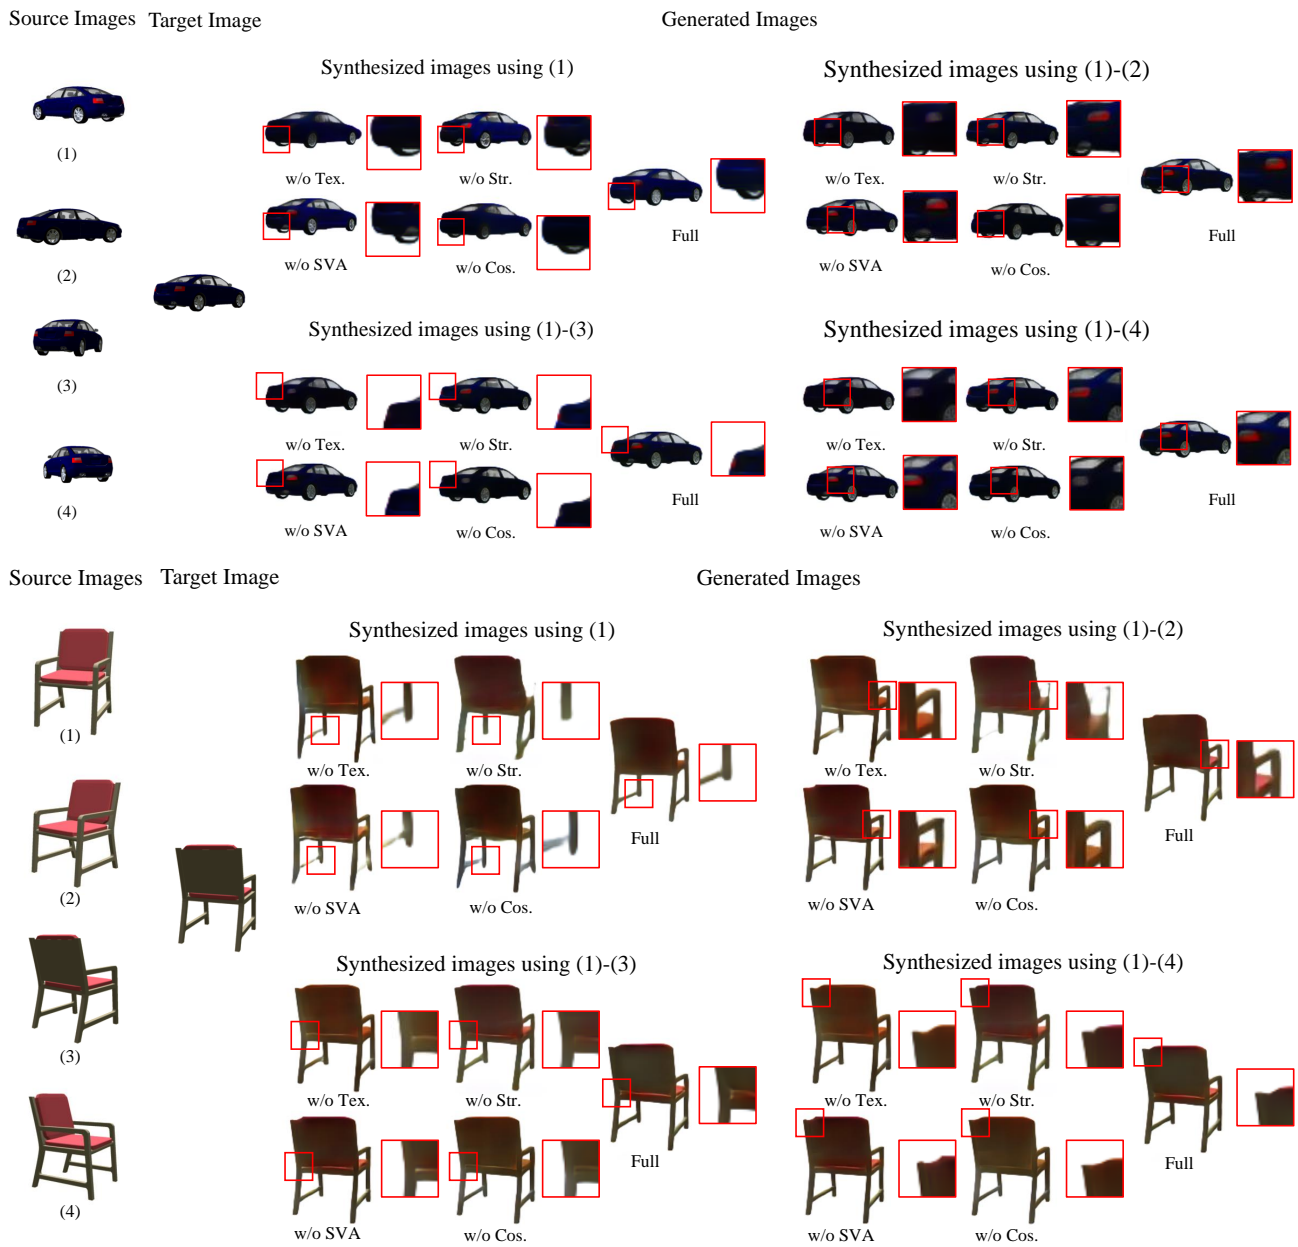 Source Images Target Image Generated Images
Synthesized images using (1) Synthesized images using (1)-(2)
(1)
w/o Tex. w/o Str. w/o Tex. w/o Str.
Full Full
w/o SVA w/o Cos. w/o SVA w/o Cos.
(2)
Synthesized images using (1)-(3) Synthesized images using (1)-(4)
(3)
w/o Tex. w/o Str. w/o Tex. w/o Str.
Full Full
(4)
w/o SVA w/o Cos. w/o SVA w/o Cos.
Source Images Target Image Generated Images
Synthesized images using (1) Synthesized images using (1)-(2)
(1)
w/o Tex. w/o Str. w/o Tex. w/o Str.
Full Full
(2)
w/o SVA w/o Cos. w/o SVA w/o Cos.
Synthesized images using (1)-(3) Synthesized images using (1)-(4)
(3)
w/o Tex. w/o Str. w/o Tex. w/o Str.
Full Full
(4)
w/o SVA w/o Cos. w/o SVA w/o Cos.